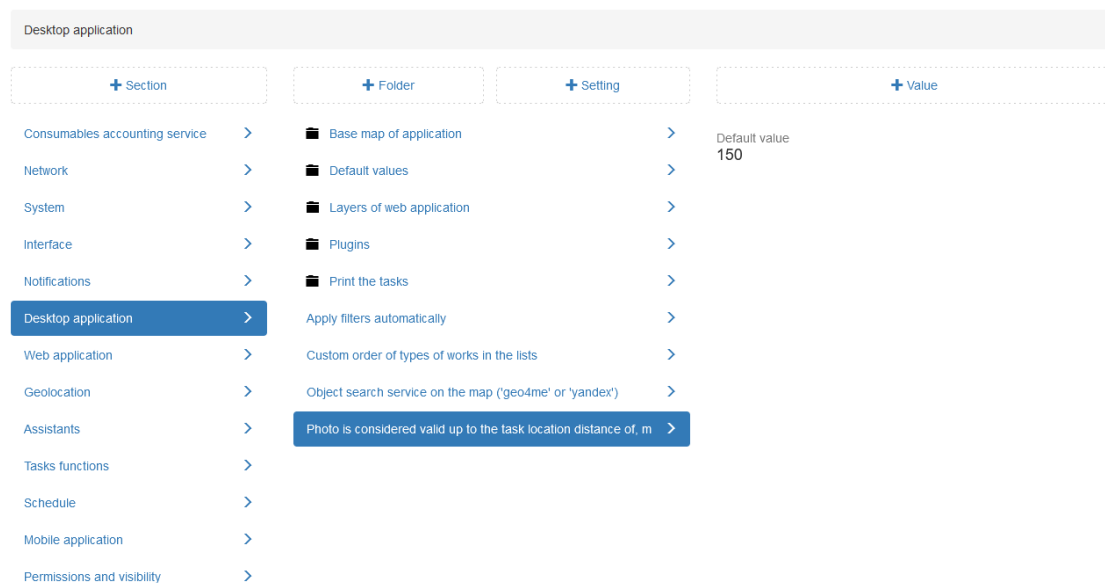 Desktop application
+ Section
+ Folder
+ Setting
+ Value
Consumables accounting service
Network
System
Interface
Notifications
Desktop application
Web application
Geolocation
Assistants
Tasks functions
Schedule
Mobile application
Permissions and visibility
Base map of application
Default values
Layers of web application
Plugins
Print the tasks
Apply filters automatically
Custom order of types of works in the lists
Object search service on the map ('geo4me' or 'yandex')
Photo is considered valid up to the task location distance of, m
Default value
150